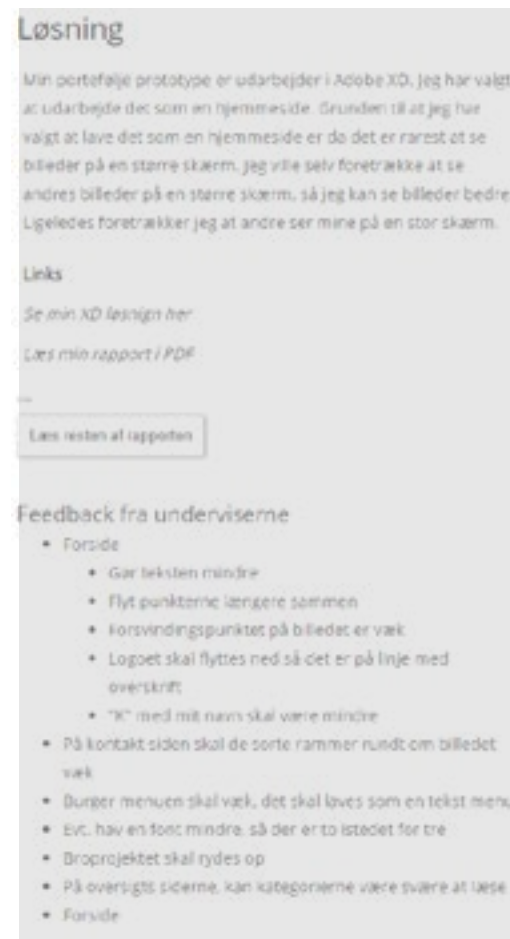 Løsning
Min portefølje prototype er udarbejder i Adobe XD. Jeg har valgt
at udarbejde det som en hjemmeside. Grunden til at jeg har
valgt at lave det som en hjemmeside er da det er rarest at se
billeder på en større skærm. Jeg ville selv foretrække at se
andres billeder på en større skærm, så jeg kan se billeder bedre.
Ligeledes foretrækker jeg at andre ser mine på en stor skærm.
Links
Se min XD løsnign her
Læs min rapport i PDF
...
Læs resten af rapporten
Feedback fra underviserne
• Forside
• Gør teksten mindre
• Flyt punkterne længere sammen
• Forsvindingspunktet på billedet er væk
• Logoet skal flyttes ned så det er på linje med
overskrift
• "K" med mit navn skal være mindre
• På kontakt siden skal de sorte rammer rundt om billedet
væk
• Burger menuen skal væk, det skal laves som en tekst menu
• Evt. hav en font mindre, så der er to istedet for tre
• Broprojektet skal rydes op
• På oversigts siderne, kan kategorierne være svære at læse
• Forside